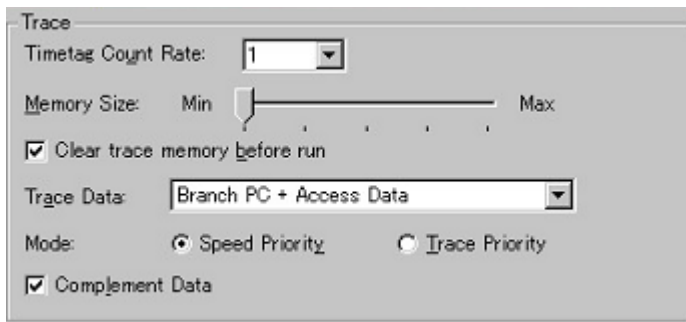 Trace
Timetag Count Rate: 1
Memory Size: Min Max
Clear trace memory before run
Trace Data: Branch PC + Access Data
Mode: Speed Priority Trace Priority
Complement Data